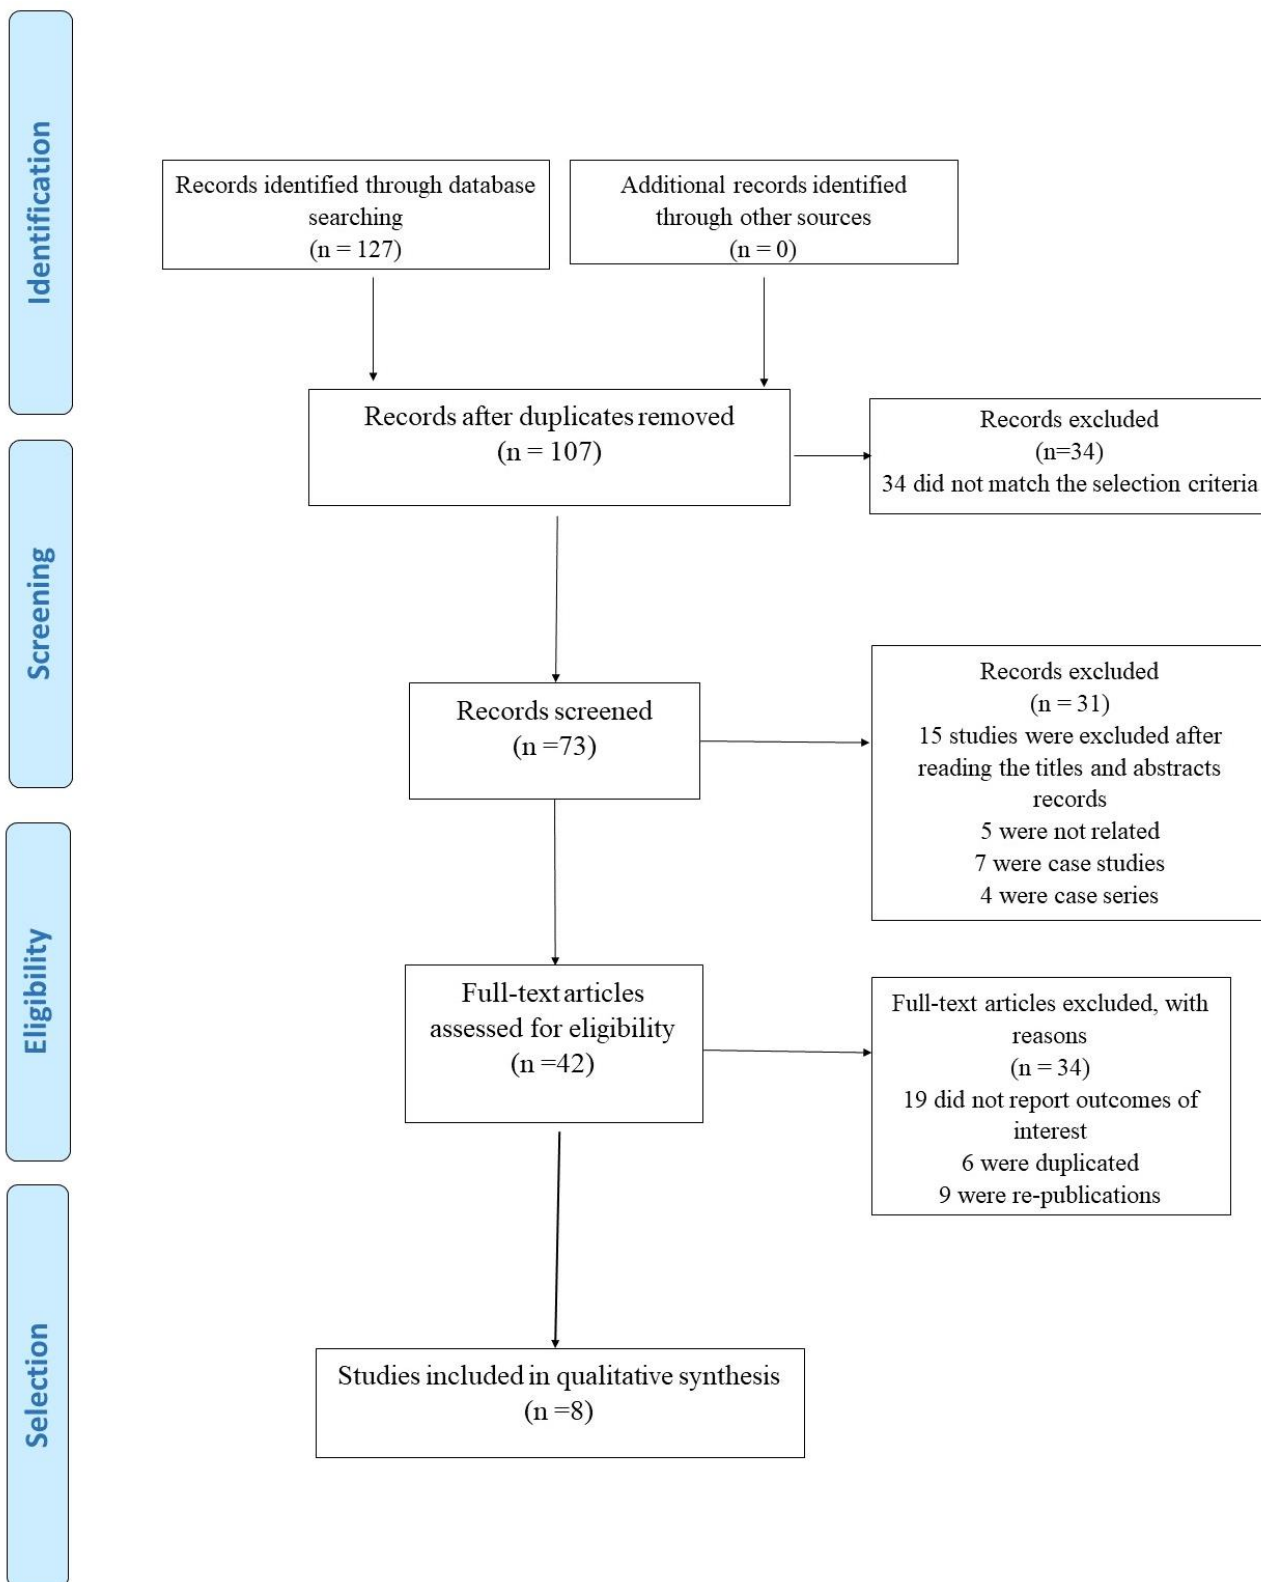 Identification
Records identified through database
searching
(n = 127)
Additional records identified
through other sources
(n = 0)
Records after duplicates removed
(n = 107)
Records excluded
(n=34)
34 did not match the selection criteria
Screening
Records screened
(n =73)
Records excluded
(n = 31)
15 studies were excluded after
reading the titles and abstracts
records
5 were not related
7 were case studies
4 were case series
Eligibility
Full-text articles
assessed for eligibility
(n =42)
Full-text articles excluded, with
reasons
(n = 34)
19 did not report outcomes of
interest
6 were duplicated
9 were re-publications
Selection
Studies included in qualitative synthesis
(n =8)